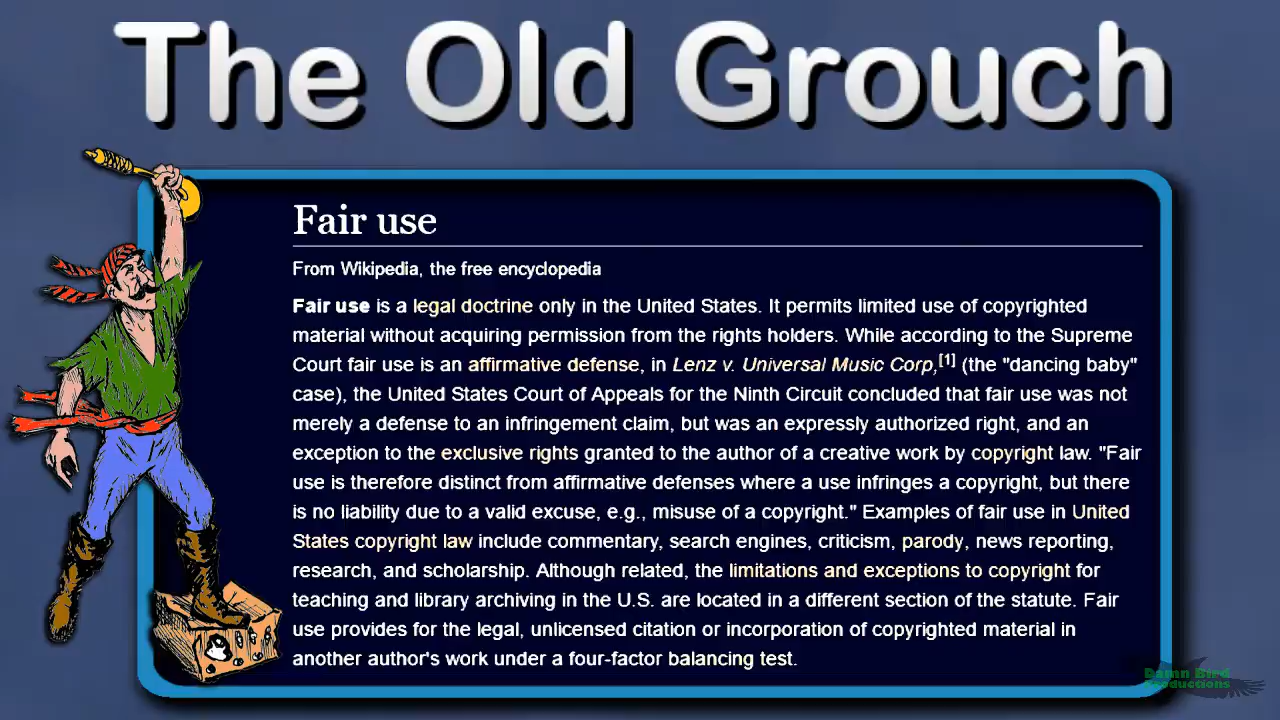 The Old Grouch
Fair use
From Wikipedia, the free encyclopedia
Fair use is a legal doctrine only in the United States. It permits limited use of copyrighted
material without acquiring permission from the rights holders. While according to the Supreme
Court fair use is an affirmative defense, in Lenz v. Universal Music Corp,[1] (the "dancing baby"
case), the United States Court of Appeals for the Ninth Circuit concluded that fair use was not
merely a defense to an infringement claim, but was an expressly authorized right, and an
exception to the exclusive rights granted to the author of a creative work by copyright law. "Fair
use is therefore distinct from affirmative defenses where a use infringes a copyright, but there
is no liability due to a valid excuse, e.g., misuse of a copyright." Examples of fair use in United
States copyright law include commentary, search engines, criticism, parody, news reporting,
research, and scholarship. Although related, the limitations and exceptions to copyright for
teaching and library archiving in the U.S. are located in a different section of the statute. Fair
use provides for the legal, unlicensed citation or incorporation of copyrighted material in
another author's work under a four-factor balancing test.
Damn Bird
Productions